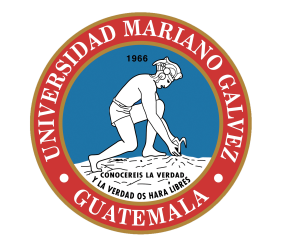 UNIVERSIDAD MARIANO GALVEZ
1966
CONOCEREIS LA VERDAD
Y LA VERDAD OS HARA LIBRES
• GUATEMALA •